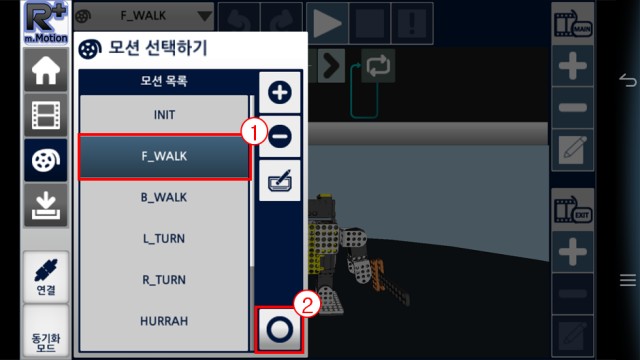 R+
m.Motion
F_WALK
모션 선택하기
모션 목록
INIT
F_WALK
B_WALK
L_TURN
R_TURN
HURRAH
1
2
MAIN
EXIT
연결
동기화
모드